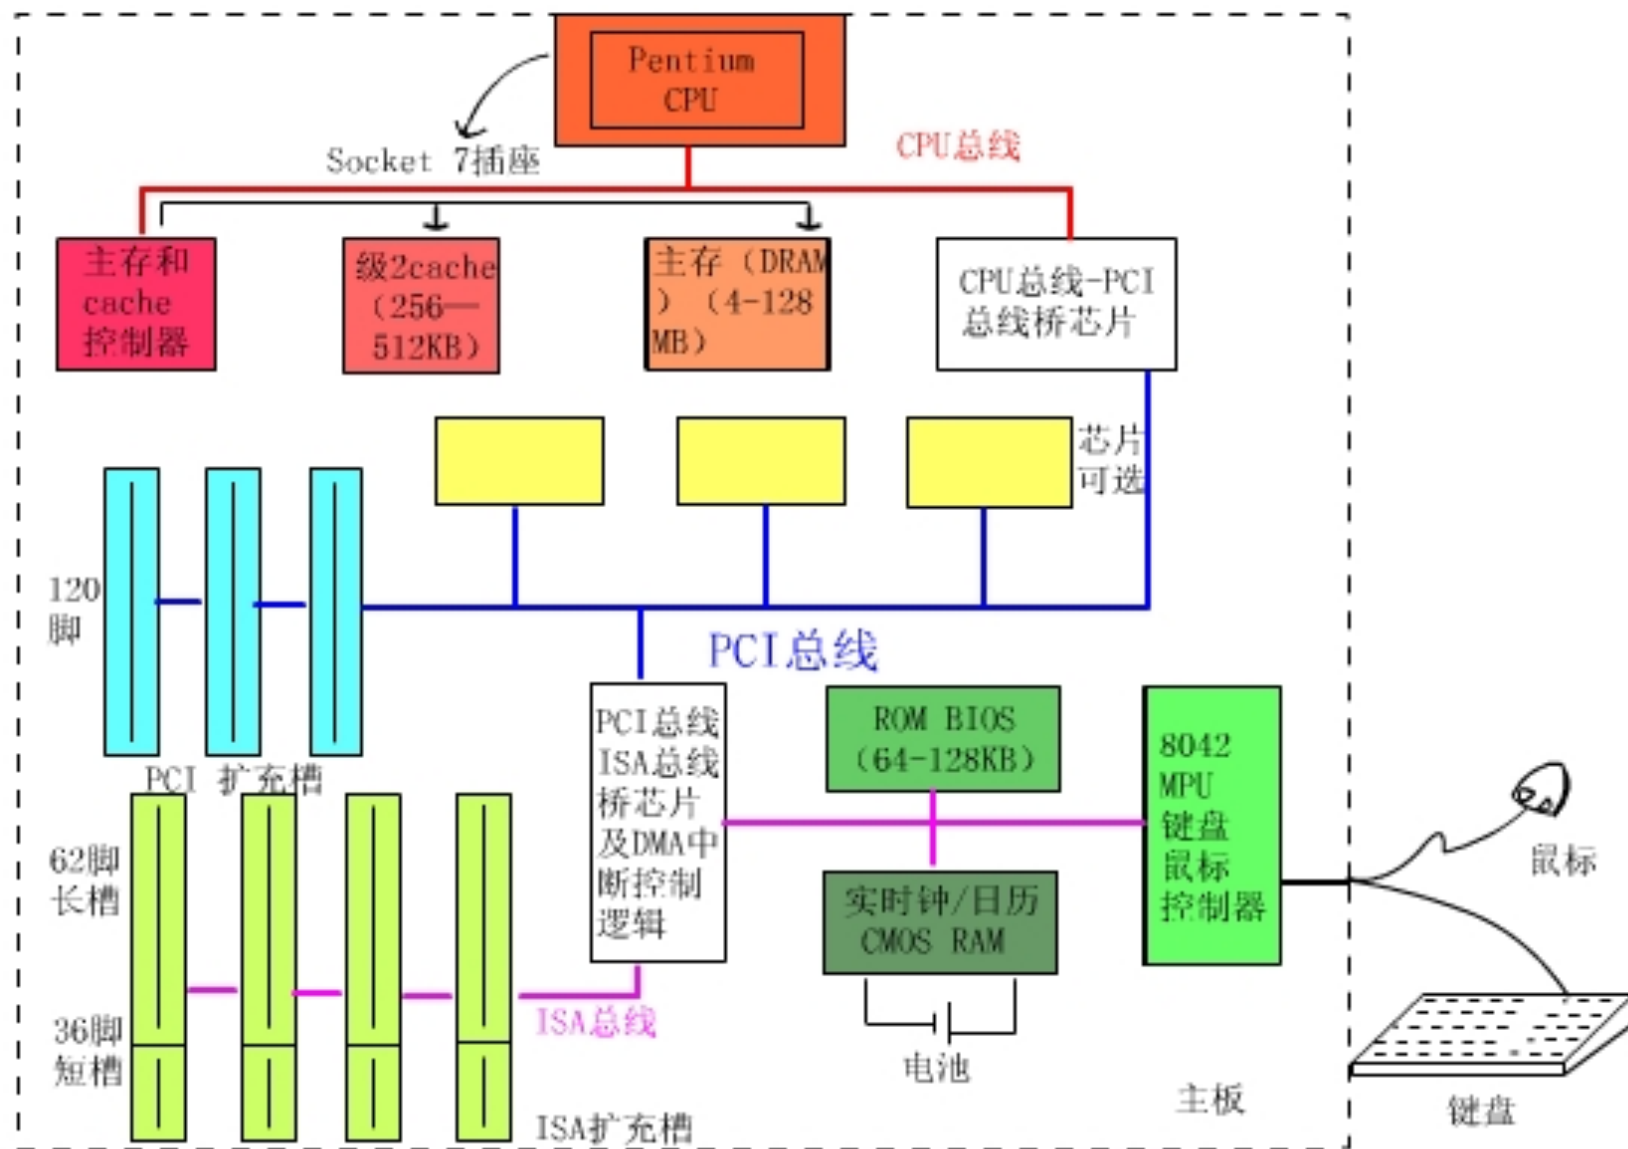 Pentium
CPU
Socket 7插座
CPU总线
主存和
cache
控制器
级2cache
（256—
512KB）
主存（DRAM
）（4-128
MB）
CPU总线-PCI
总线桥芯片
芯片
可选
120
脚
PCI总线
PCI 扩充槽
PCI总线
ISA总线
桥芯片
及DMA中
断控制
逻辑
ROM BIOS
（64-128KB）
8042
MPU
键盘
鼠标
控制器
鼠标
62脚
长槽
实时钟/日历
CMOS RAM
ISA总线
36脚
短槽
电池
主板
键盘
ISA扩充槽